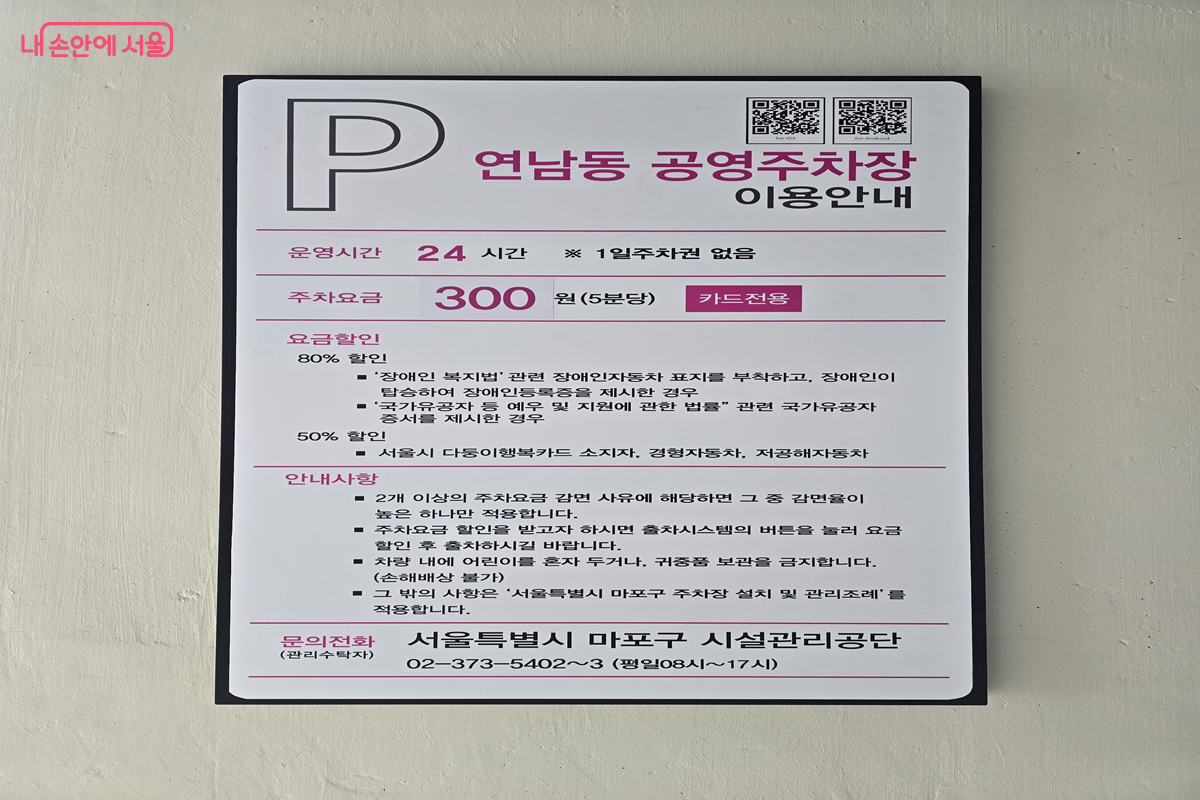 내 손안에 서울
P
for iOS
for Android
연남동 공영주차장
이용안내
운영시간 24 시간 ※ 1일주차권 없음
주차요금 300 원 (5분당) 카드전용
요금할인
80% 할인
■ '장애인 복지법' 관련 장애인자동차 표지를 부착하고, 장애인이
탑승하여 장애인등록증을 제시한 경우
■ '국가유공자 등 예우 및 지원에 관한 법률" 관련 국가유공자
증서를 제시한 경우
50% 할인
■ 서울시 다둥이행복카드 소지자, 경형자동차, 저공해자동차
안내사항
■ 2개 이상의 주차요금 감면 사유에 해당하면 그 중 감면율이
높은 하나만 적용합니다.
■ 주차요금 할인을 받고자 하시면 출차시스템의 버튼을 눌러 요금
할인 후 출차하시길 바랍니다.
■ 차량 내에 어린이를 혼자 두거나, 귀중품 보관을 금지합니다.
(손해배상 불가)
■ 그 밖의 사항은 '서울특별시 마포구 주차장 설치 및 관리조례'를
적용합니다.
문의전화 서울특별시 마포구 시설관리공단
(관리수탁자) 02-373-5402~3 (평일08시~17시)